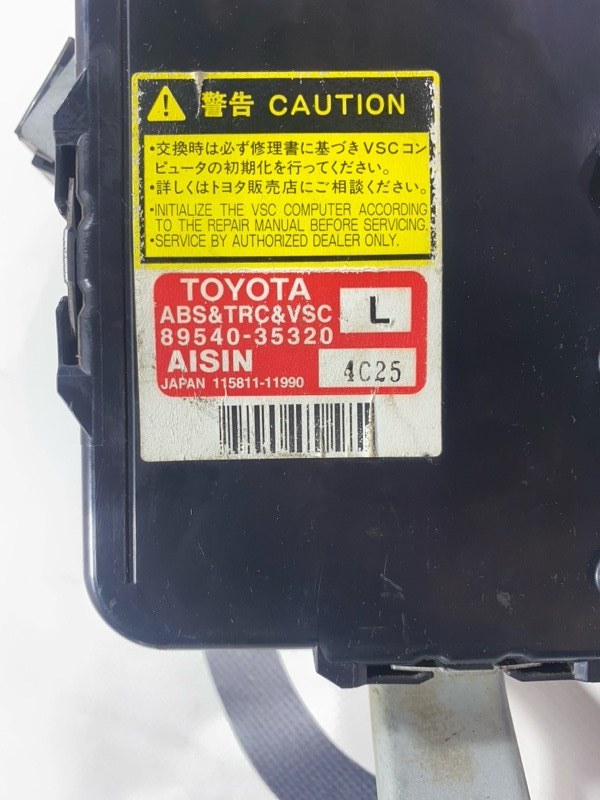 警告 CAUTION
•交換時は必ず修理書に基づきVSCコン
ピュータの初期化を行ってください。
•詳しくはトヨタ販売店にご相談ください。
•INITIALIZE THE VSC COMPUTER ACCORDING
TO THE REPAIR MANUAL BEFORE SERVICING.
•SERVICE BY AUTHORIZED DEALER ONLY.
TOYOTA
ABS&TRC&VSC L
89540-35320
AISIN
JAPAN 115811-11990 4C25